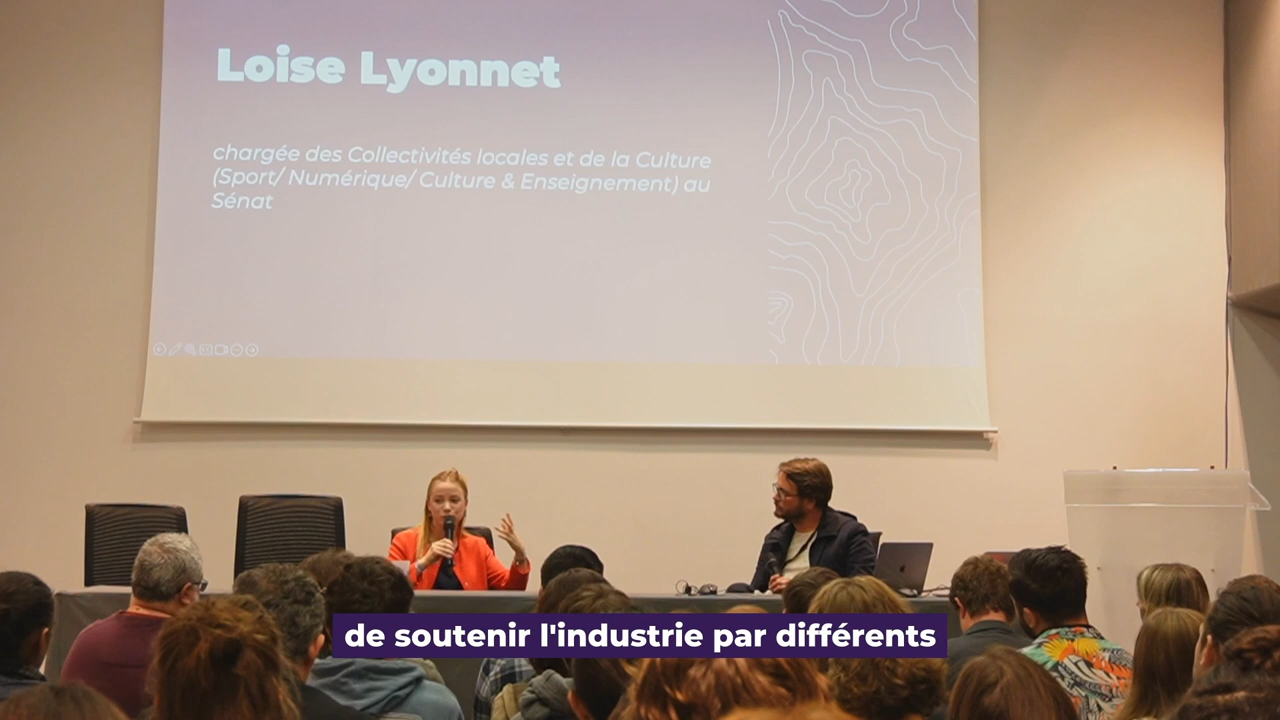 Loise Lyonnet
chargée des Collectivités locales et de la Culture
(Sport/ Numérique/ Culture & Enseignement) au
Sénat
de soutenir l'industrie par différents